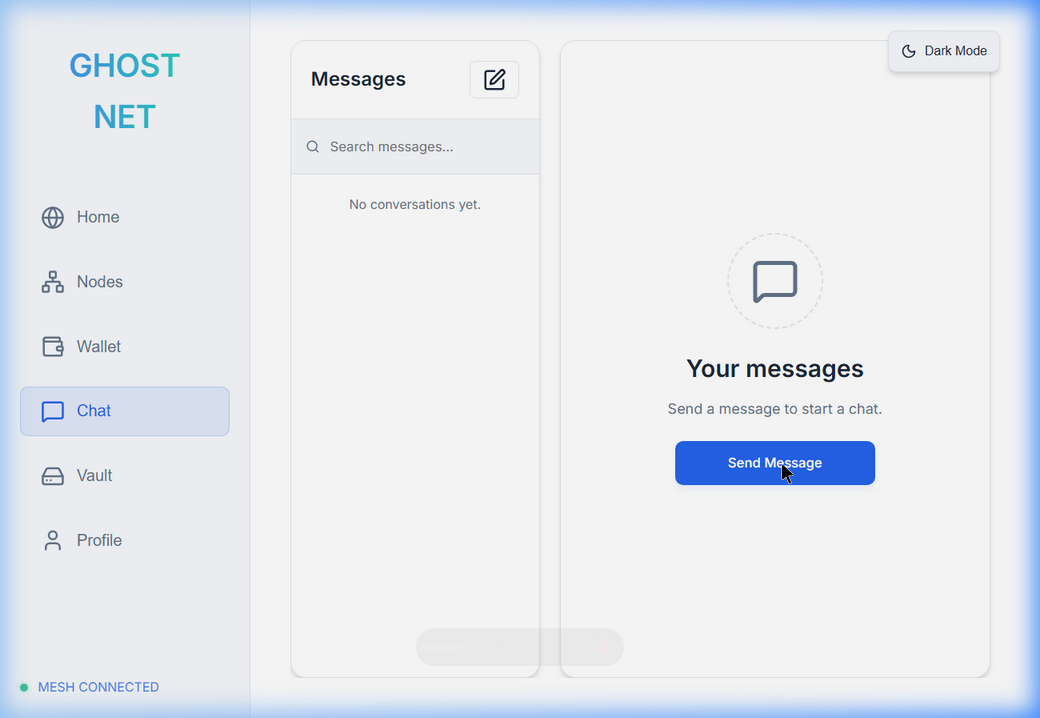 GHOST
NET
Home
Nodes
Wallet
Chat
Vault
Profile
MESH CONNECTED
Messages
Search messages...
No conversations yet.
Dark Mode
Your messages
Send a message to start a chat.
Send Message